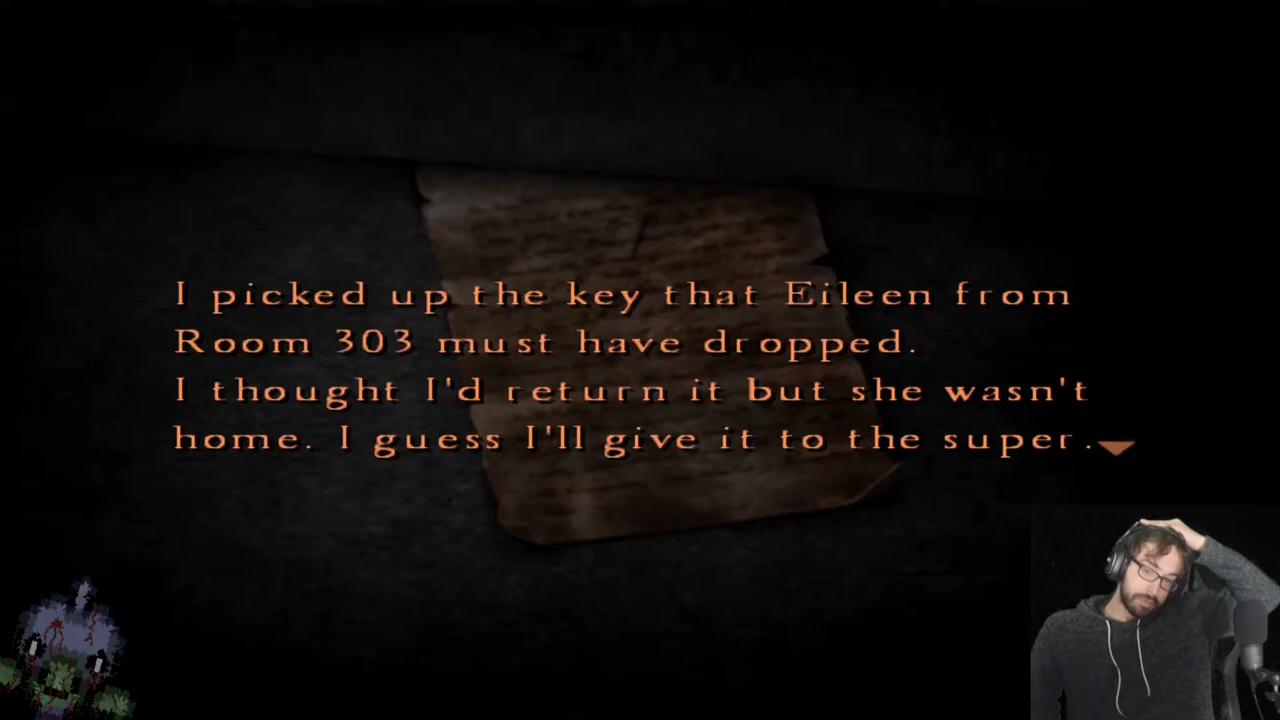 I picked up the key that Eileen from
Room 303 must have dropped.
I thought I'd return it but she wasn't
home. I guess I'll give it to the super.